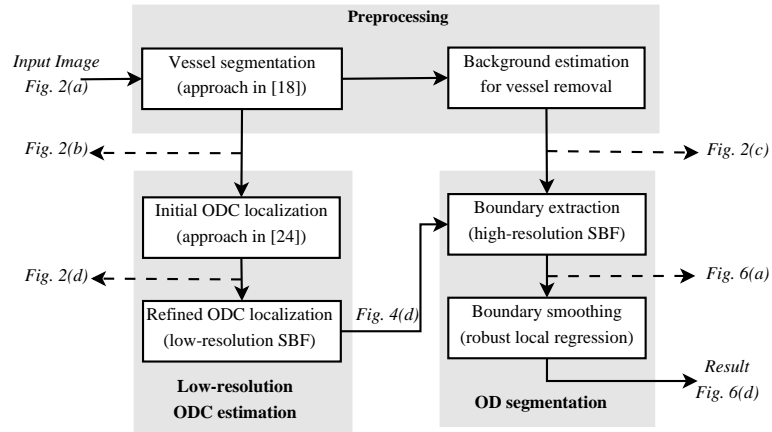 Preprocessing
Input Image
Fig. 2(a)
Vessel segmentation
(approach in [18])
Background estimation
for vessel removal
Fig. 2(b)
Fig. 2(c)
Initial ODC localization
(approach in [24])
Boundary extraction
(high-resolution SBF)
Fig. 2(d)
Fig. 6(a)
Refined ODC localization
(low-resolution SBF)
Fig. 4(d)
Boundary smoothing
(robust local regression)
Low-resolution
ODC estimation
OD segmentation
Result
Fig. 6(d)